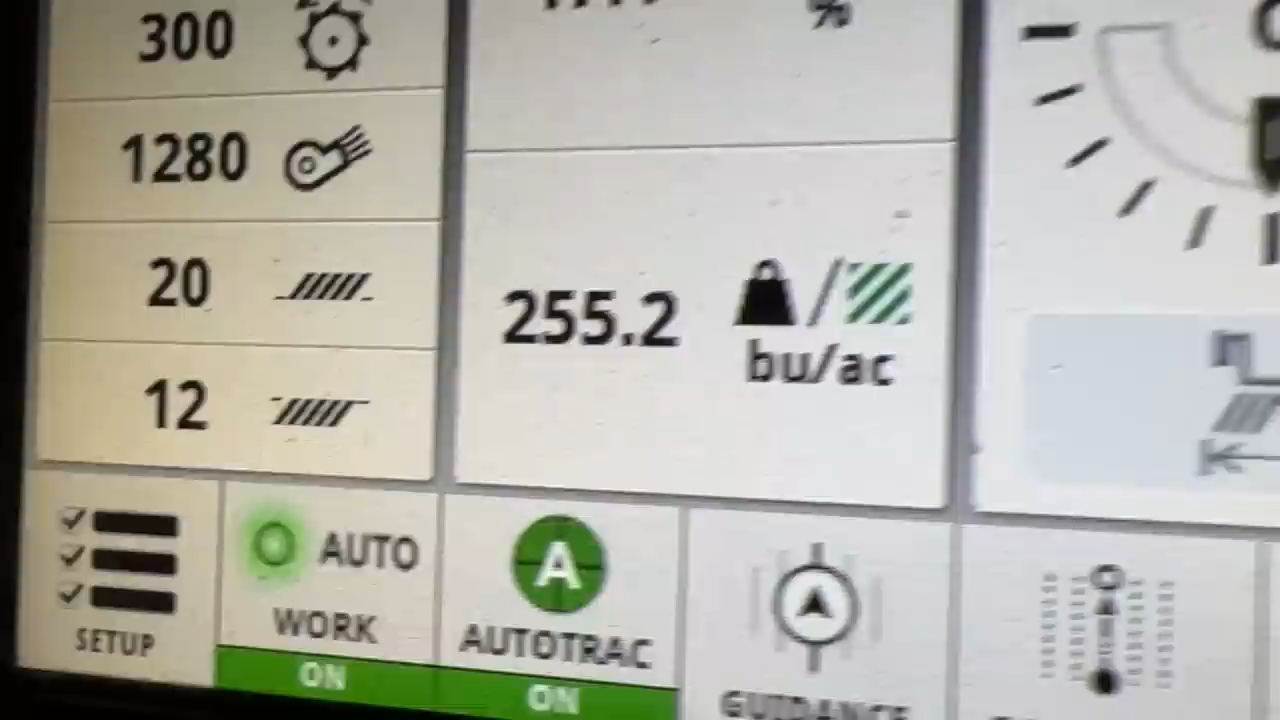 300
%
1280
20
255.2
bu/ac
12
AUTO
WORK
ON
A
AUTOTRAC
ON
SETUP
GUIDANCE